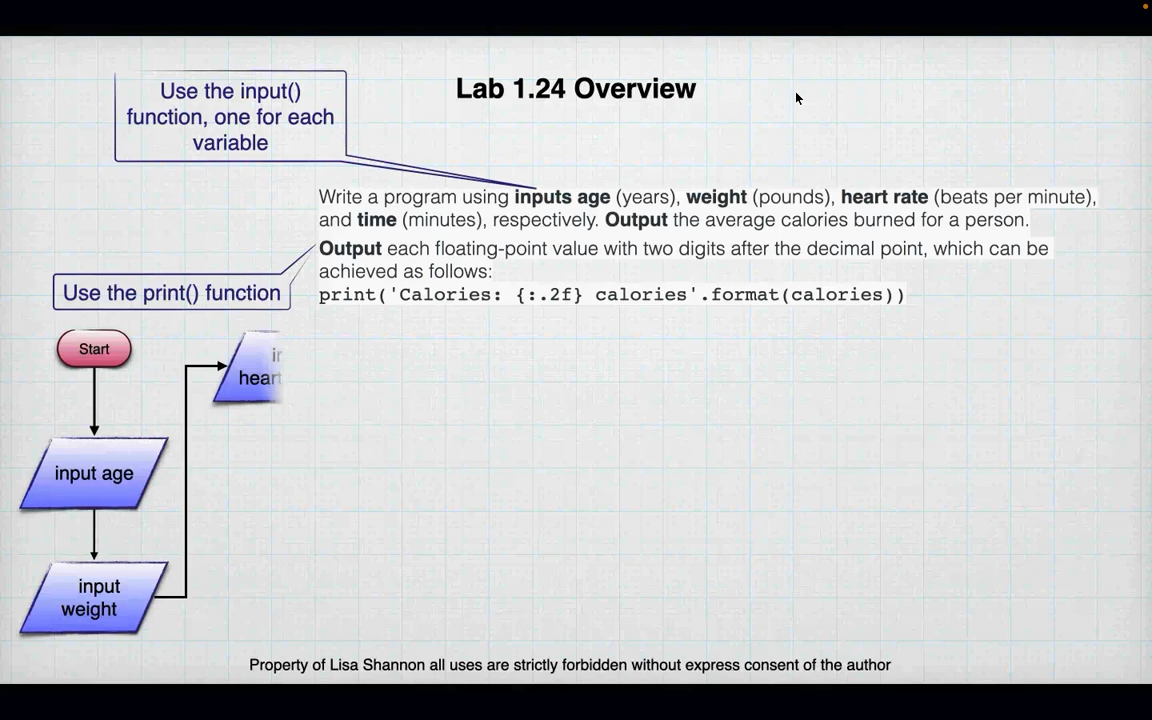 Lab 1.24 Overview
Use the input()
function, one for each
variable
Write a program using inputs age (years), weight (pounds), heart rate (beats per minute),
and time (minutes), respectively. Output the average calories burned for a person.
Output each floating-point value with two digits after the decimal point, which can be
achieved as follows:
print('Calories: {:.2f} calories'.format(calories))
Use the print() function
Start
input age
input
weight
heart
Property of Lisa Shannon all uses are strictly forbidden without express consent of the author